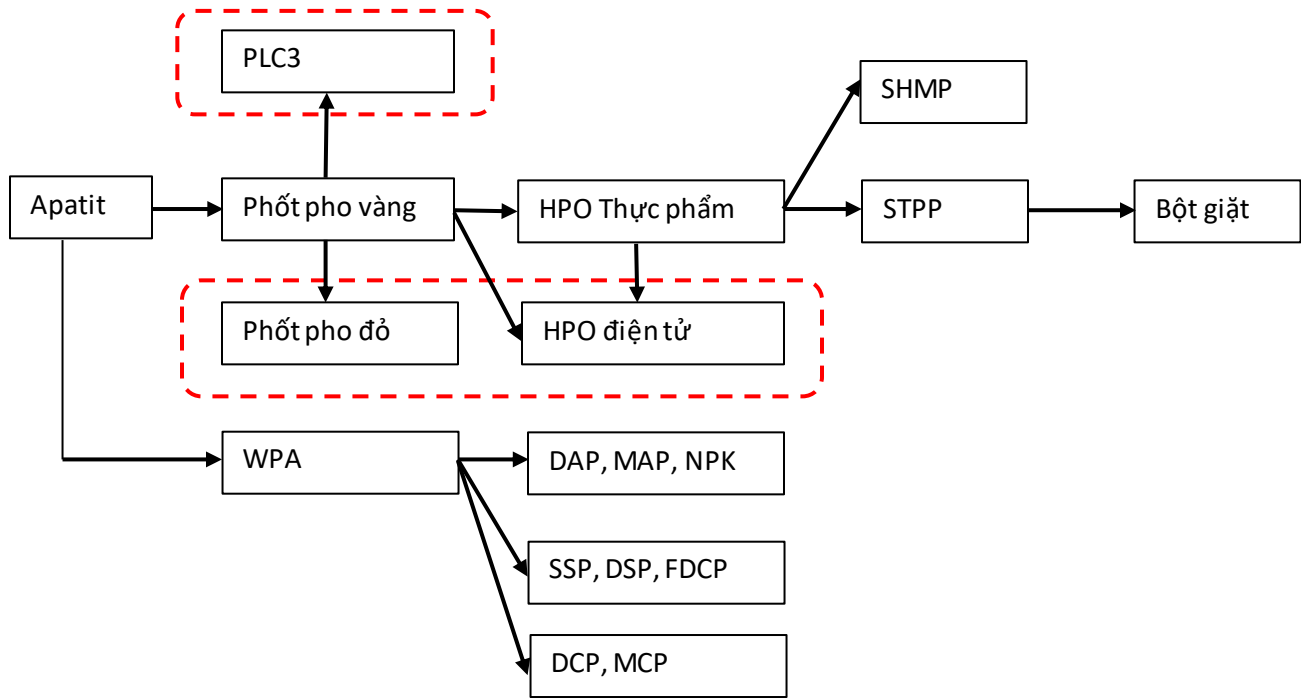 PLC3
SHMP
Apatit
Phốt pho vàng
HPO Thực phẩm
STPP
Bột giặt
Phốt pho đỏ
HPO điện tử
WPA
DAP, MAP, NPK
SSP, DSP, FDCP
DCP, MCP